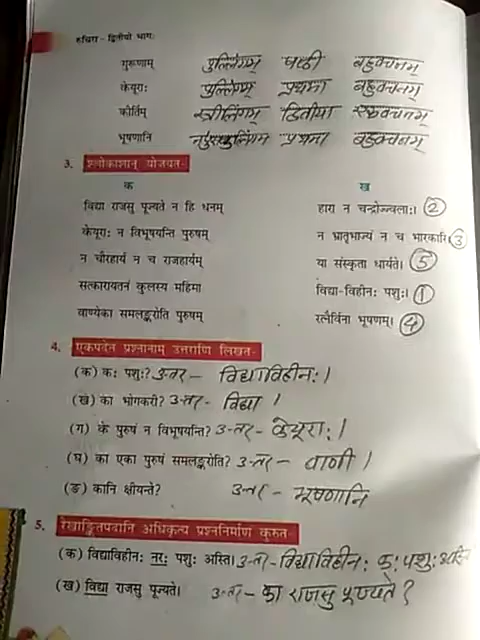 रुचिरा - द्वितीयो भागः
गुरूणाम् पुल्लिंगम् षष्ठी बहुवचनम्
केयूराः पुल्लिंगम् प्रथमा बहुवचनम्
कीर्तिम् स्त्रीलिंगम् द्वितीया एकवचनम्
भूषणानि नपुसकलिंगम प्रथमा बहुवचनम्
3. श्लोकांशान् योजयत-
क ख
विद्या राजसु पूज्यते न हि धनम् हारा न चन्द्रोज्ज्वलाः। 2
केयूराः न विभूषयन्ति पुरुषम् न भ्रातृभाज्यं न च भारकारि। 3
न चौरहार्यं न च राजहार्यम् या संस्कृता धार्यते। 5
सत्कारायतनं कुलस्य महिमा विद्या-विहीनः पशुः। 1
वाण्येका समलङ्करोति पुरुषम् रत्नैर्विना भूषणम्। 4
4. एकपदेन प्रश्नानाम् उत्तराणि लिखत-
(क) कः पशुः? उत्तर - विद्याविहीनः।
(ख) का भोगकरी? उत्तर - विद्या।
(ग) के पुरुषं न विभूषयन्ति? उत्तर - केयूराः।
(घ) का एका पुरुषं समलङ्करोति? उत्तर - वाणी।
(ङ) कानि क्षीयन्ते? उत्तर - भूषणानि
5. रेखाङ्कितपदानि अधिकृत्य प्रश्ननिर्माणं कुरुत-
(क) विद्याविहीनः नरः पशुः अस्ति। उत्तर - विद्याविहीनः कः पशुः अस्ति
(ख) विद्या राजसु पूज्यते। उत्तर - का राजसु पूज्यते?